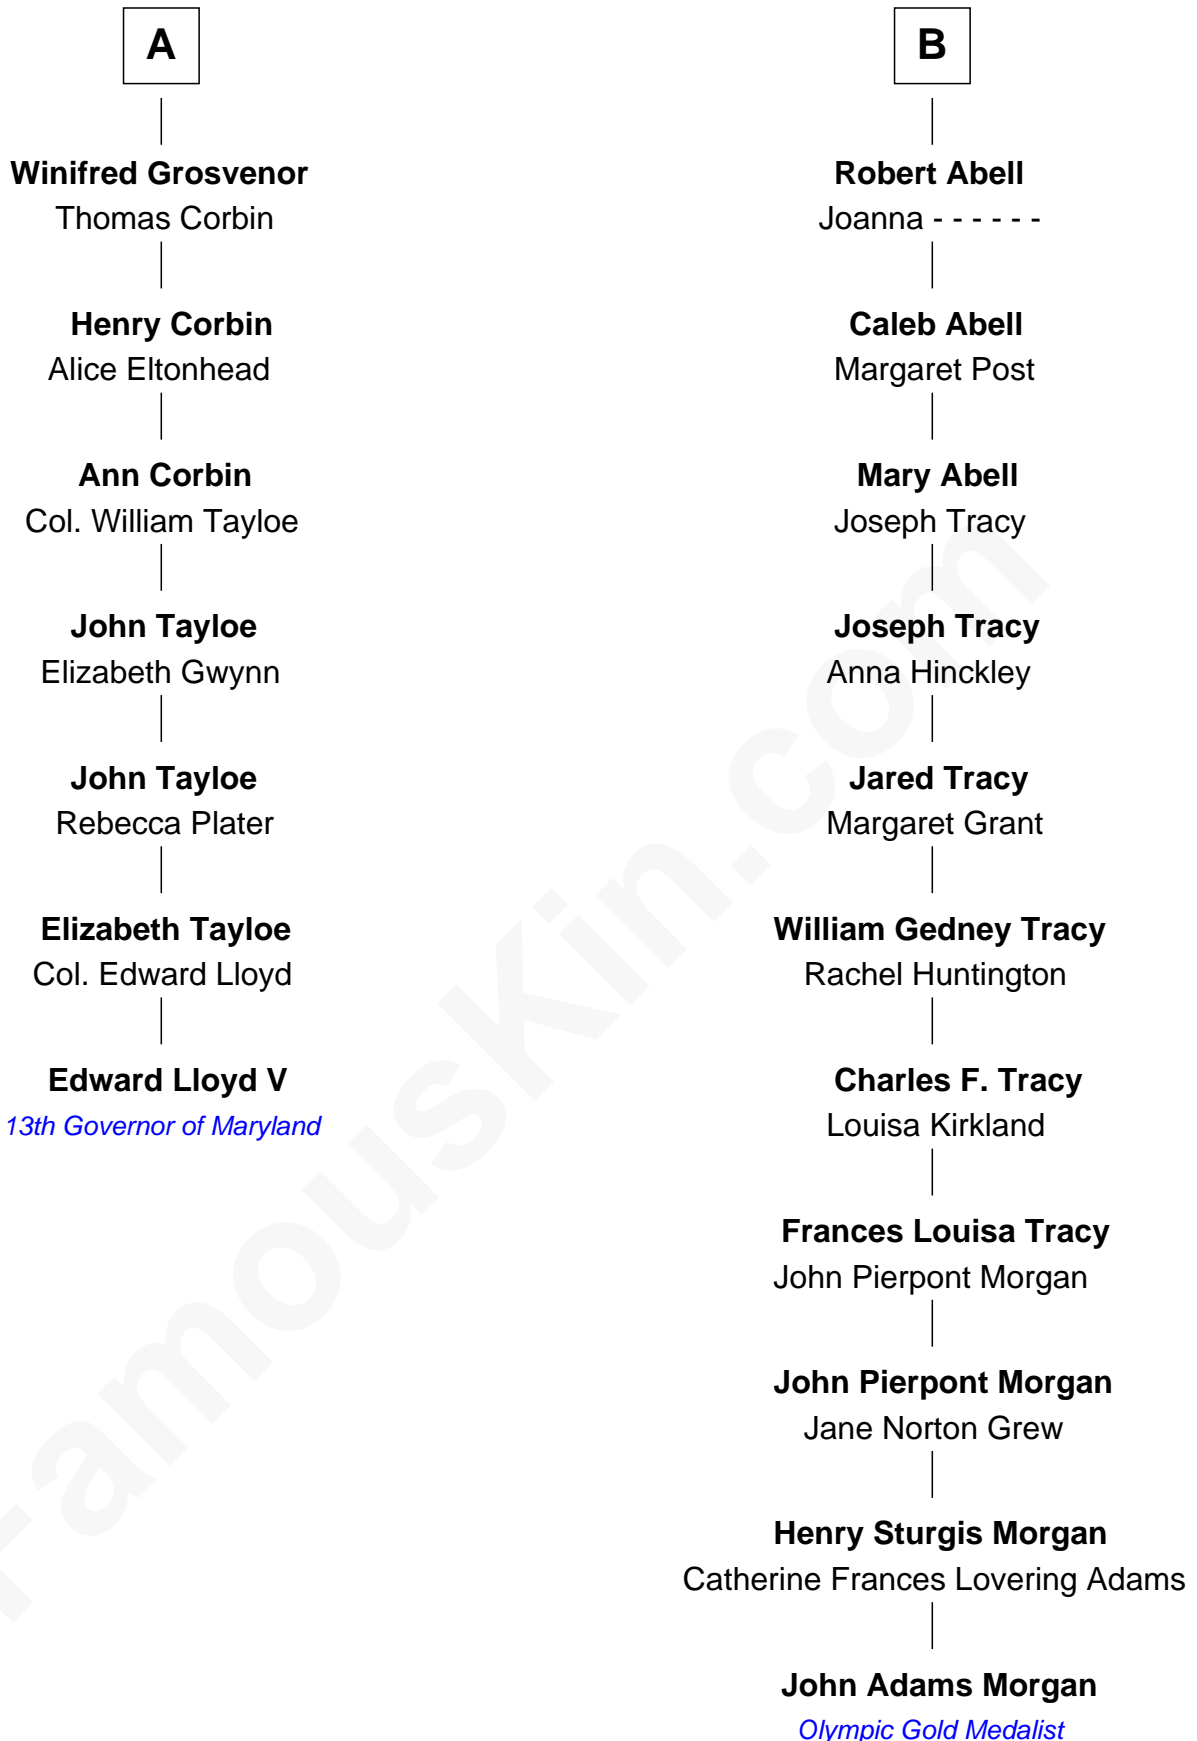 A
Winifred Grosvenor
Thomas Corbin
Henry Corbin
Alice Eltonhead
Ann Corbin
Col. William Tayloe
John Tayloe
Elizabeth Gwynn
John Tayloe
Rebecca Plater
Elizabeth Tayloe
Col. Edward Lloyd
Edward Lloyd V
13th Governor of Maryland
B
Robert Abell
Joanna - - - - - -
Caleb Abell
Margaret Post
Mary Abell
Joseph Tracy
Joseph Tracy
Anna Hinckley
Jared Tracy
Margaret Grant
William Gedney Tracy
Rachel Huntington
Charles F. Tracy
Louisa Kirkland
Frances Louisa Tracy
John Pierpont Morgan
John Pierpont Morgan
Jane Norton Grew
Henry Sturgis Morgan
Catherine Frances Lovering Adams
John Adams Morgan
Olympic Gold Medalist
FamousKin.com